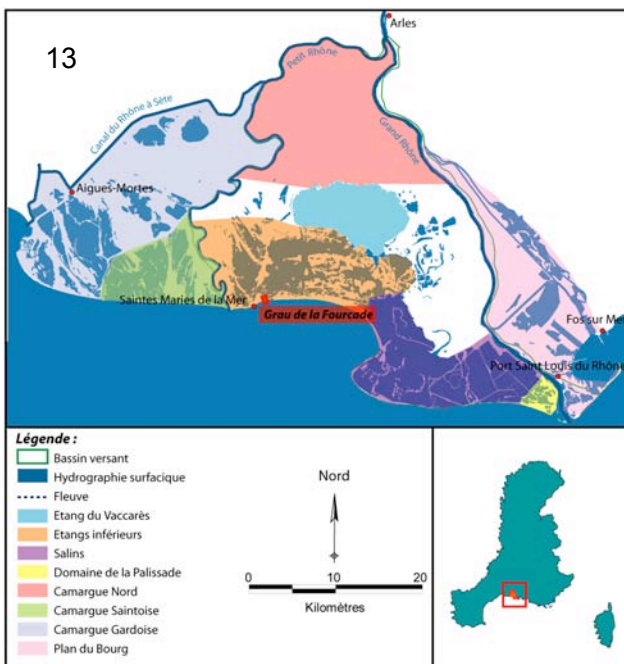 13
Arles
Petit Rhône
Canal du Rhône à Sète
Grand Rhône
Aigues-Mortes
Saintes Maries de la Mer
Grau de la Fourcade
Fos sur Mer
Port Saint Louis du Rhône
Légende :
Bassin versant
Hydrographie surfacique
Fleuve
Etang du Vaccarès
Etangs inférieurs
Salins
Domaine de la Palissade
Camargue Nord
Camargue Saintoise
Camargue Gardoise
Plan du Bourg
Nord
0 10 20
Kilomètres